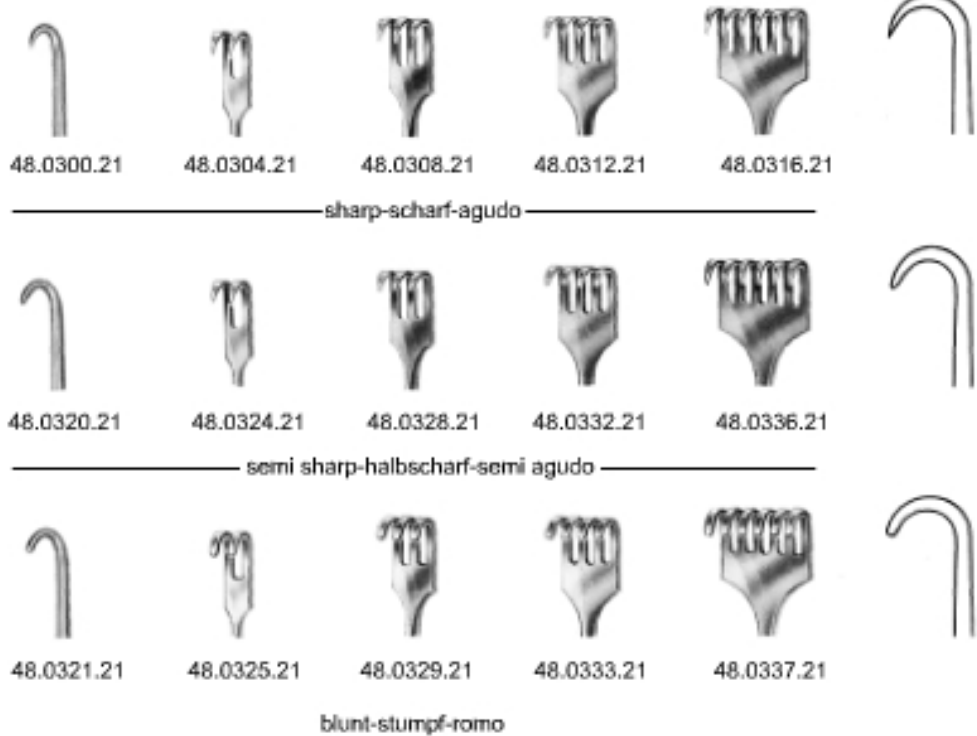 48.0300.21 48.0304.21 48.0308.21 48.0312.21 48.0316.21
sharp-scharf-agudo
48.0320.21 48.0324.21 48.0328.21 48.0332.21 48.0336.21
semi sharp-halbscharf-semi agudo
48.0321.21 48.0325.21 48.0329.21 48.0333.21 48.0337.21
blunt-stumpf-romo